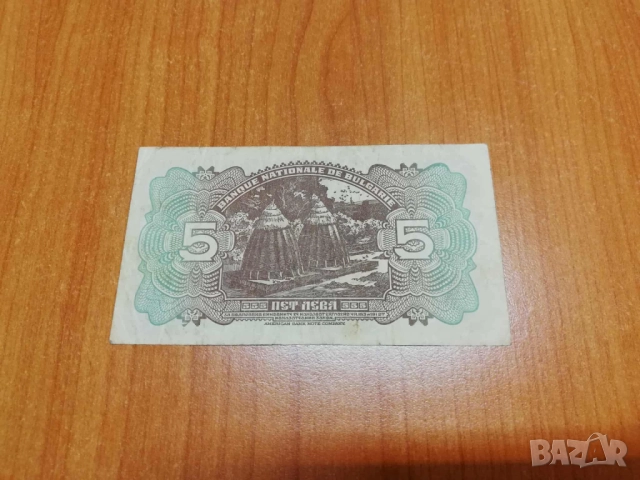 BANQUE NATIONALE DE BULGARIE
5 5
ПЕТ ЛЕВА
AMERICAN BANK NOTE COMPANY
BAZAR